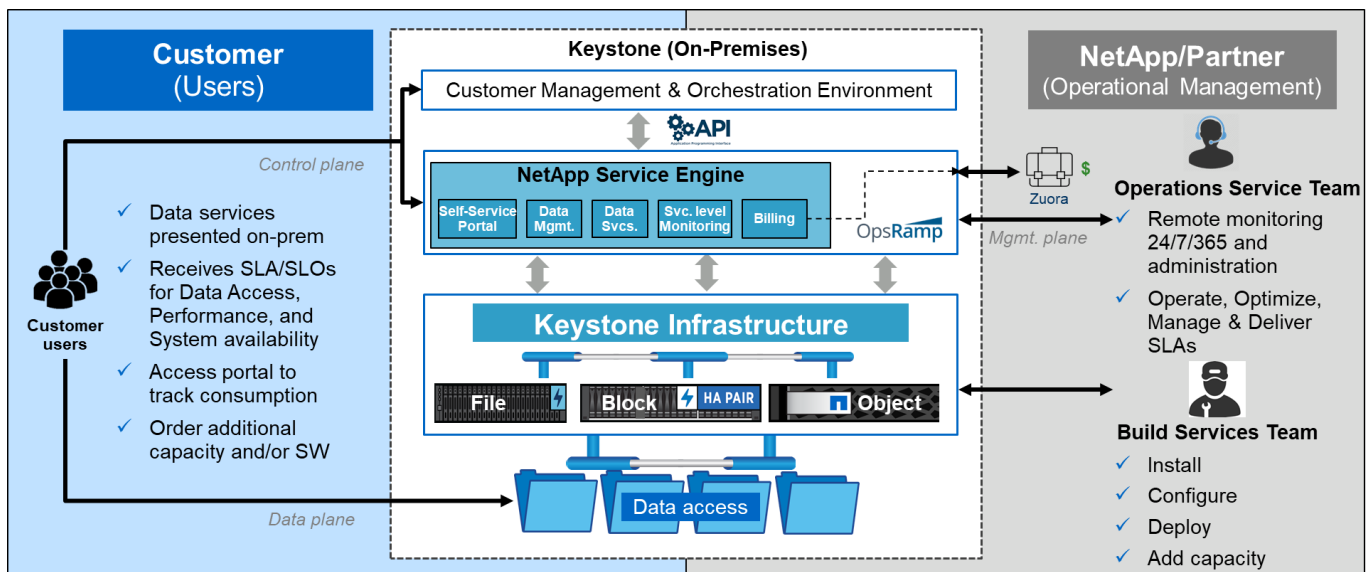 Customer
(Users)
Control plane
Data services
presented on-prem
Receives SLA/SLOs
for Data Access,
Performance, and
System availability
Access portal to
track consumption
Order additional
capacity and/or SW
Customer
users
Data plane
Keystone (On-Premises)
Customer Management & Orchestration Environment
API
Application Programming Interface
NetApp Service Engine
Self-Service
Portal
Data
Mgmt.
Data
Svcs.
Svc. level
Monitoring
Billing
OpsRamp
Keystone Infrastructure
File
Block
HA PAIR
Object
Data access
NetApp/Partner
(Operational Management)
$
Zuora
Mgmt. plane
Operations Service Team
Remote monitoring
24/7/365 and
administration
Operate, Optimize,
Manage & Deliver
SLAs
Build Services Team
Install
Configure
Deploy
Add capacity